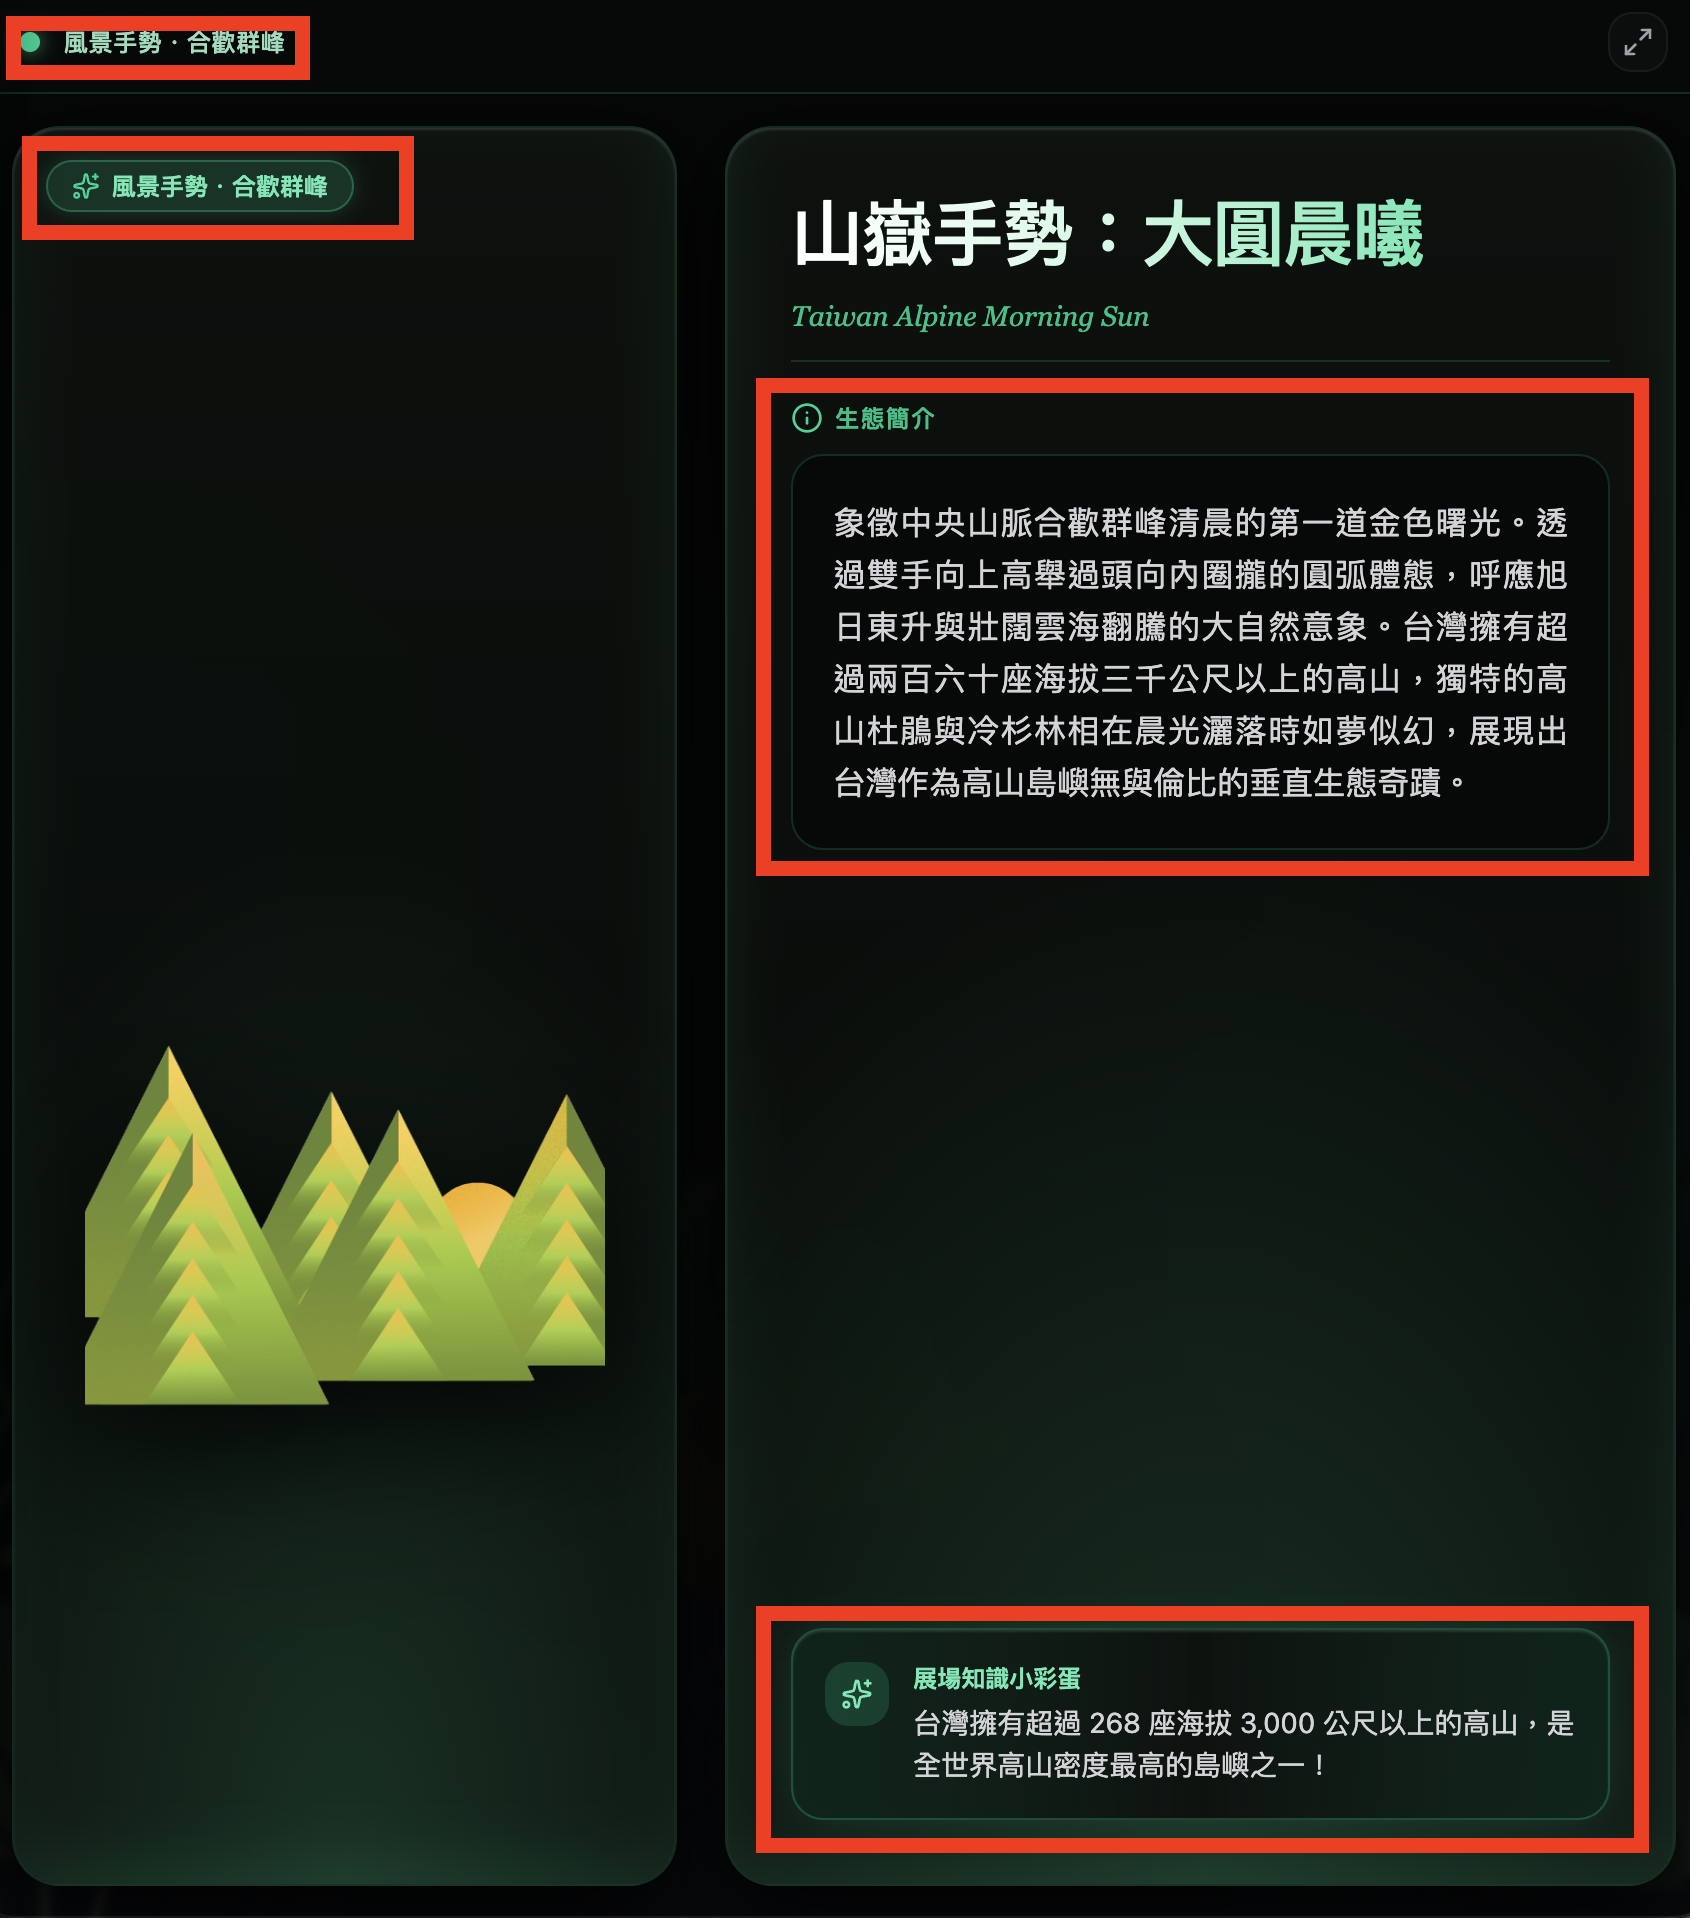 風景手勢 · 合歡群峰
風景手勢 · 合歡群峰
山嶽手勢：大圓晨曦
Taiwan Alpine Morning Sun
生態簡介
象徵中央山脈合歡群峰清晨的第一道金色曙光。透
過雙手向上高舉過頭向內圈攏的圓弧體態，呼應旭
日東升與壯闊雲海翻騰的大自然意象。台灣擁有超
過兩百六十座海拔三千公尺以上的高山，獨特的高
山杜鵑與冷杉林相在晨光灑落時如夢似幻，展現出
台灣作為高山島嶼無與倫比的垂直生態奇蹟。
展場知識小彩蛋
台灣擁有超過 268 座海拔 3,000 公尺以上的高山，是
全世界高山密度最高的島嶼之一！